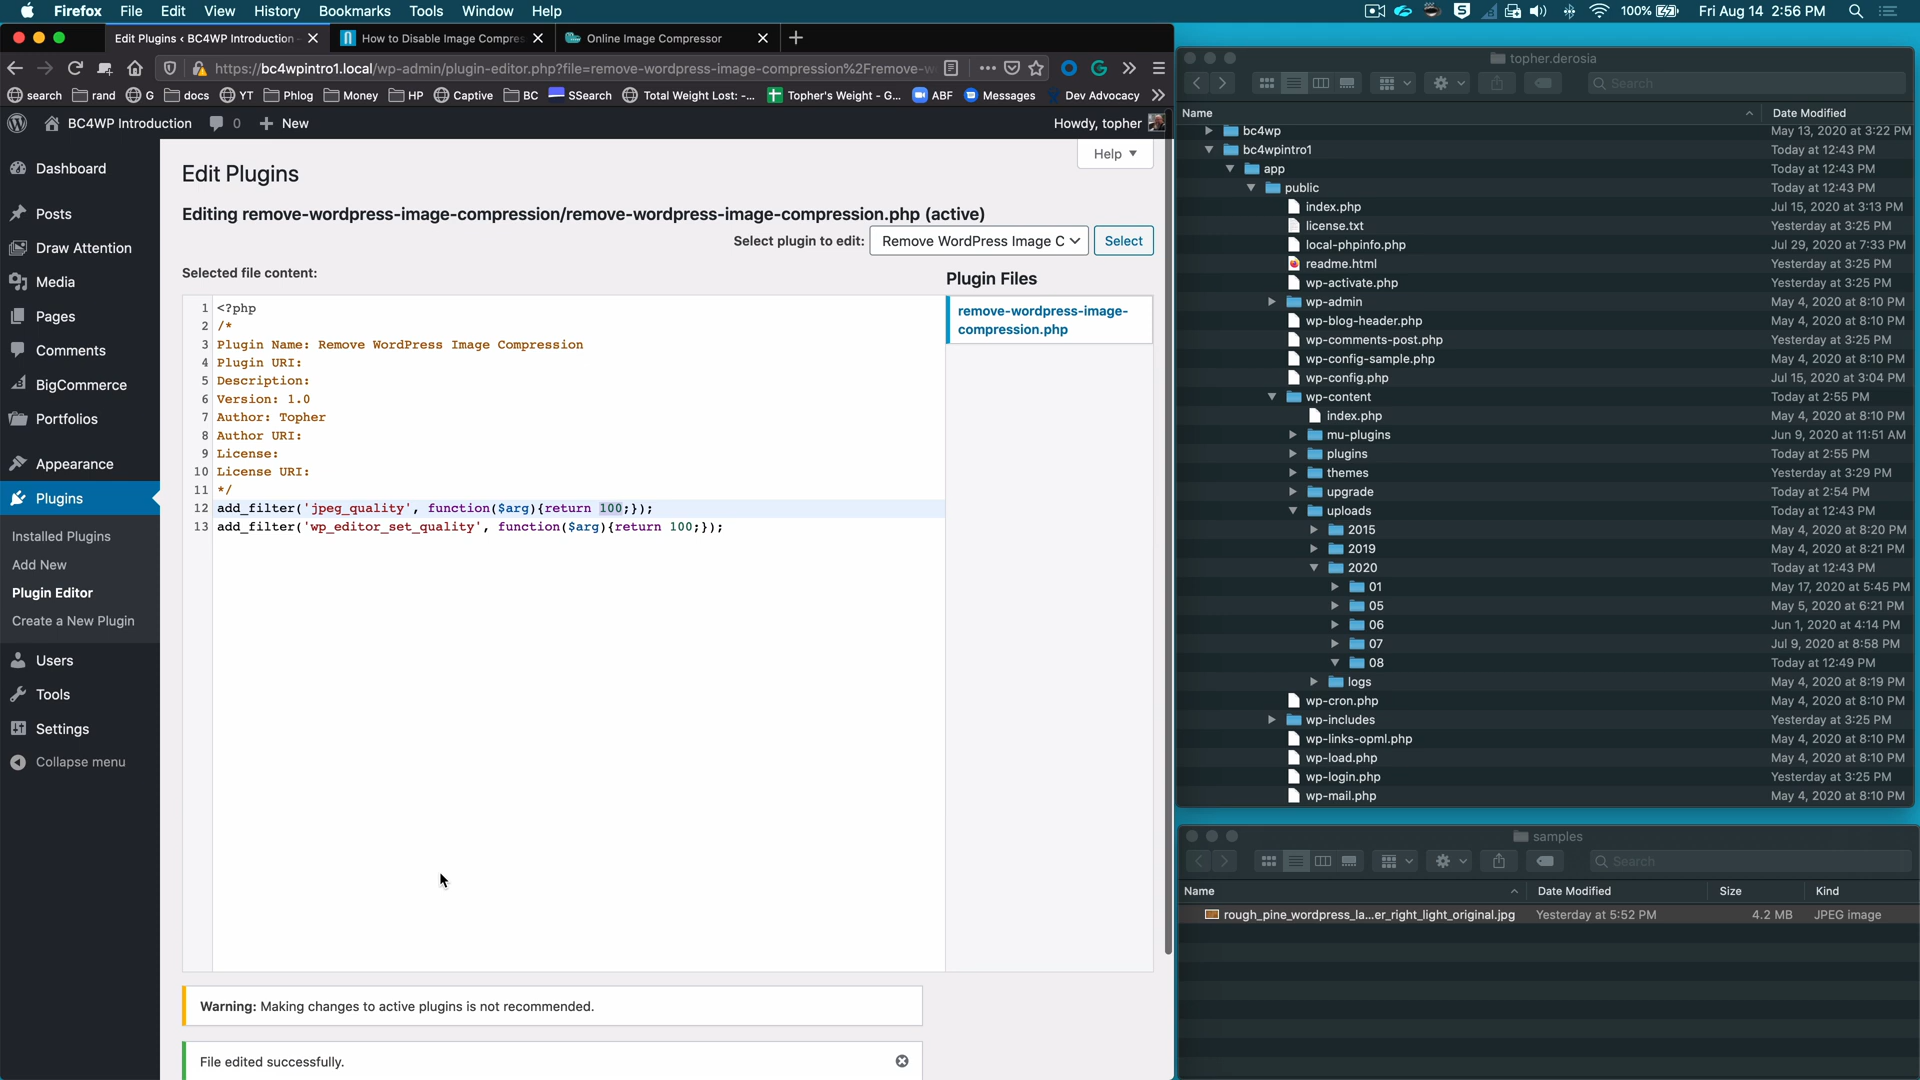 Firefox File Edit View History Bookmarks Tools Window Help
100% Fri Aug 14 2:56 PM
Edit Plugins ‹ BC4WP Introduction
How to Disable Image Compres
Online Image Compressor
https://bc4wpintro1.local/wp-admin/plugin-editor.php?file=remove-wordpress-image-compression%2Fremove-w
search rand G docs YT Phlog Money HP Captive BC SSearch Total Weight Lost: -... Topher's Weight - G... ABF Messages Dev Advocacy
BC4WP Introduction 0 New
Howdy, topher
Dashboard
Posts
Draw Attention
Media
Pages
Comments
BigCommerce
Portfolios
Appearance
Plugins
Installed Plugins
Add New
Plugin Editor
Create a New Plugin
Users
Tools
Settings
Collapse menu
Help
Edit Plugins
Editing remove-wordpress-image-compression/remove-wordpress-image-compression.php (active)
Select plugin to edit: Remove WordPress Image C Select
Selected file content:
1 <?php
2 /*
3 Plugin Name: Remove WordPress Image Compression
4 Plugin URI:
5 Description:
6 Version: 1.0
7 Author: Topher
8 Author URI:
9 License:
10 License URI:
11 */
12 add_filter('jpeg_quality', function($arg){return 100;});
13 add_filter('wp_editor_set_quality', function($arg){return 100;});
Plugin Files
remove-wordpress-image-
compression.php
Warning: Making changes to active plugins is not recommended.
File edited successfully.
topher.derosia
Search
Name Date Modified
bc4wp May 13, 2020 at 3:22 PM
bc4wpintro1 Today at 12:43 PM
app Today at 12:43 PM
public Today at 12:43 PM
index.php Jul 15, 2020 at 3:13 PM
license.txt Yesterday at 3:25 PM
local-phpinfo.php Jul 29, 2020 at 7:33 PM
readme.html Yesterday at 3:25 PM
wp-activate.php Yesterday at 3:25 PM
wp-admin May 4, 2020 at 8:10 PM
wp-blog-header.php May 4, 2020 at 8:10 PM
wp-comments-post.php Yesterday at 3:25 PM
wp-config-sample.php May 4, 2020 at 8:10 PM
wp-config.php Jul 15, 2020 at 3:04 PM
wp-content Today at 2:55 PM
index.php May 4, 2020 at 8:10 PM
mu-plugins Jun 9, 2020 at 11:51 AM
plugins Today at 2:55 PM
themes Yesterday at 3:29 PM
upgrade Today at 2:54 PM
uploads Today at 12:43 PM
2015 May 4, 2020 at 8:20 PM
2019 May 4, 2020 at 8:21 PM
2020 Today at 12:43 PM
01 May 17, 2020 at 5:45 PM
05 May 5, 2020 at 6:21 PM
06 Jun 1, 2020 at 4:14 PM
07 Jul 9, 2020 at 8:58 PM
08 Today at 12:49 PM
logs May 4, 2020 at 8:19 PM
wp-cron.php May 4, 2020 at 8:10 PM
wp-includes Yesterday at 3:25 PM
wp-links-opml.php May 4, 2020 at 8:10 PM
wp-load.php May 4, 2020 at 8:10 PM
wp-login.php Yesterday at 3:25 PM
wp-mail.php May 4, 2020 at 8:10 PM
samples
Search
Name Date Modified Size Kind
rough_pine_wordpress_la...er_right_light_original.jpg Yesterday at 5:52 PM 4.2 MB JPEG image